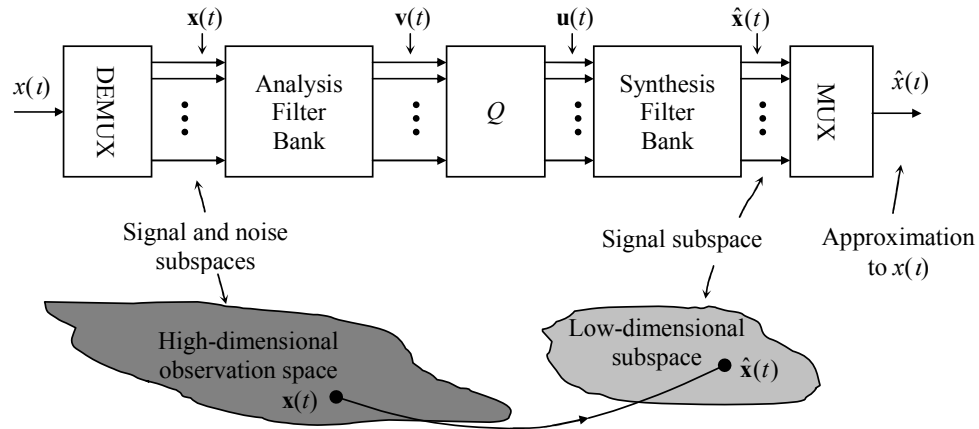 x(t) v(t) u(t) x̂(t)
x(ι) DEMUX Analysis Filter Bank Q Synthesis Filter Bank MUX x̂(ι)
Signal and noise
subspaces
Signal subspace
Approximation
to x(ι)
High-dimensional
observation space
x(t)
Low-dimensional
subspace
x̂(t)